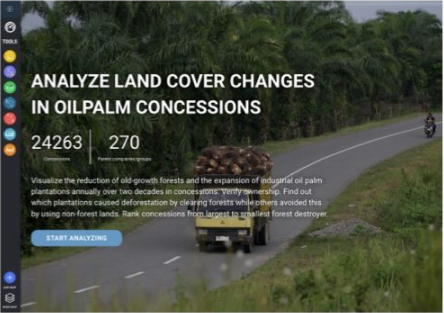 TOOLS
ANALYZE LAND COVER CHANGES
IN OILPALM CONCESSIONS
24263 270
Concessions Parent companies/groups
Visualize the reduction of old-growth forests and the expansion of industrial oil palm
plantations annually over two decades in concessions. Verify ownership. Find out
which plantations caused deforestation by clearing forests while others avoided this
by using non-forest lands. Rank concessions from largest to smallest forest destroyer.
START ANALYZING